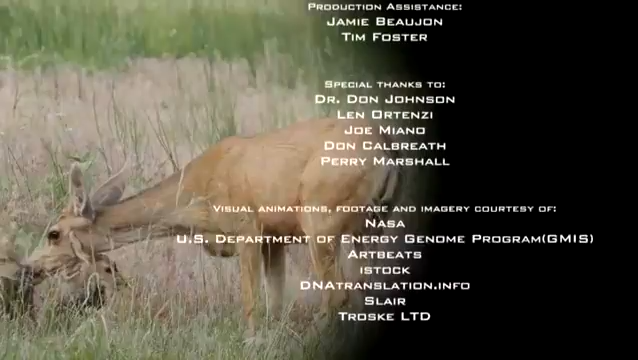 Production Assistance:
Jamie Beaujon
Tim Foster
Special thanks to:
Dr. Don Johnson
Len Ortenzi
Joe Miano
Don Calbreath
Perry Marshall
Visual animations, footage and imagery courtesy of:
Nasa
U.S. Department of Energy Genome Program(GMIS)
Artbeats
istock
DNAtranslation.info
Slair
Troske LTD